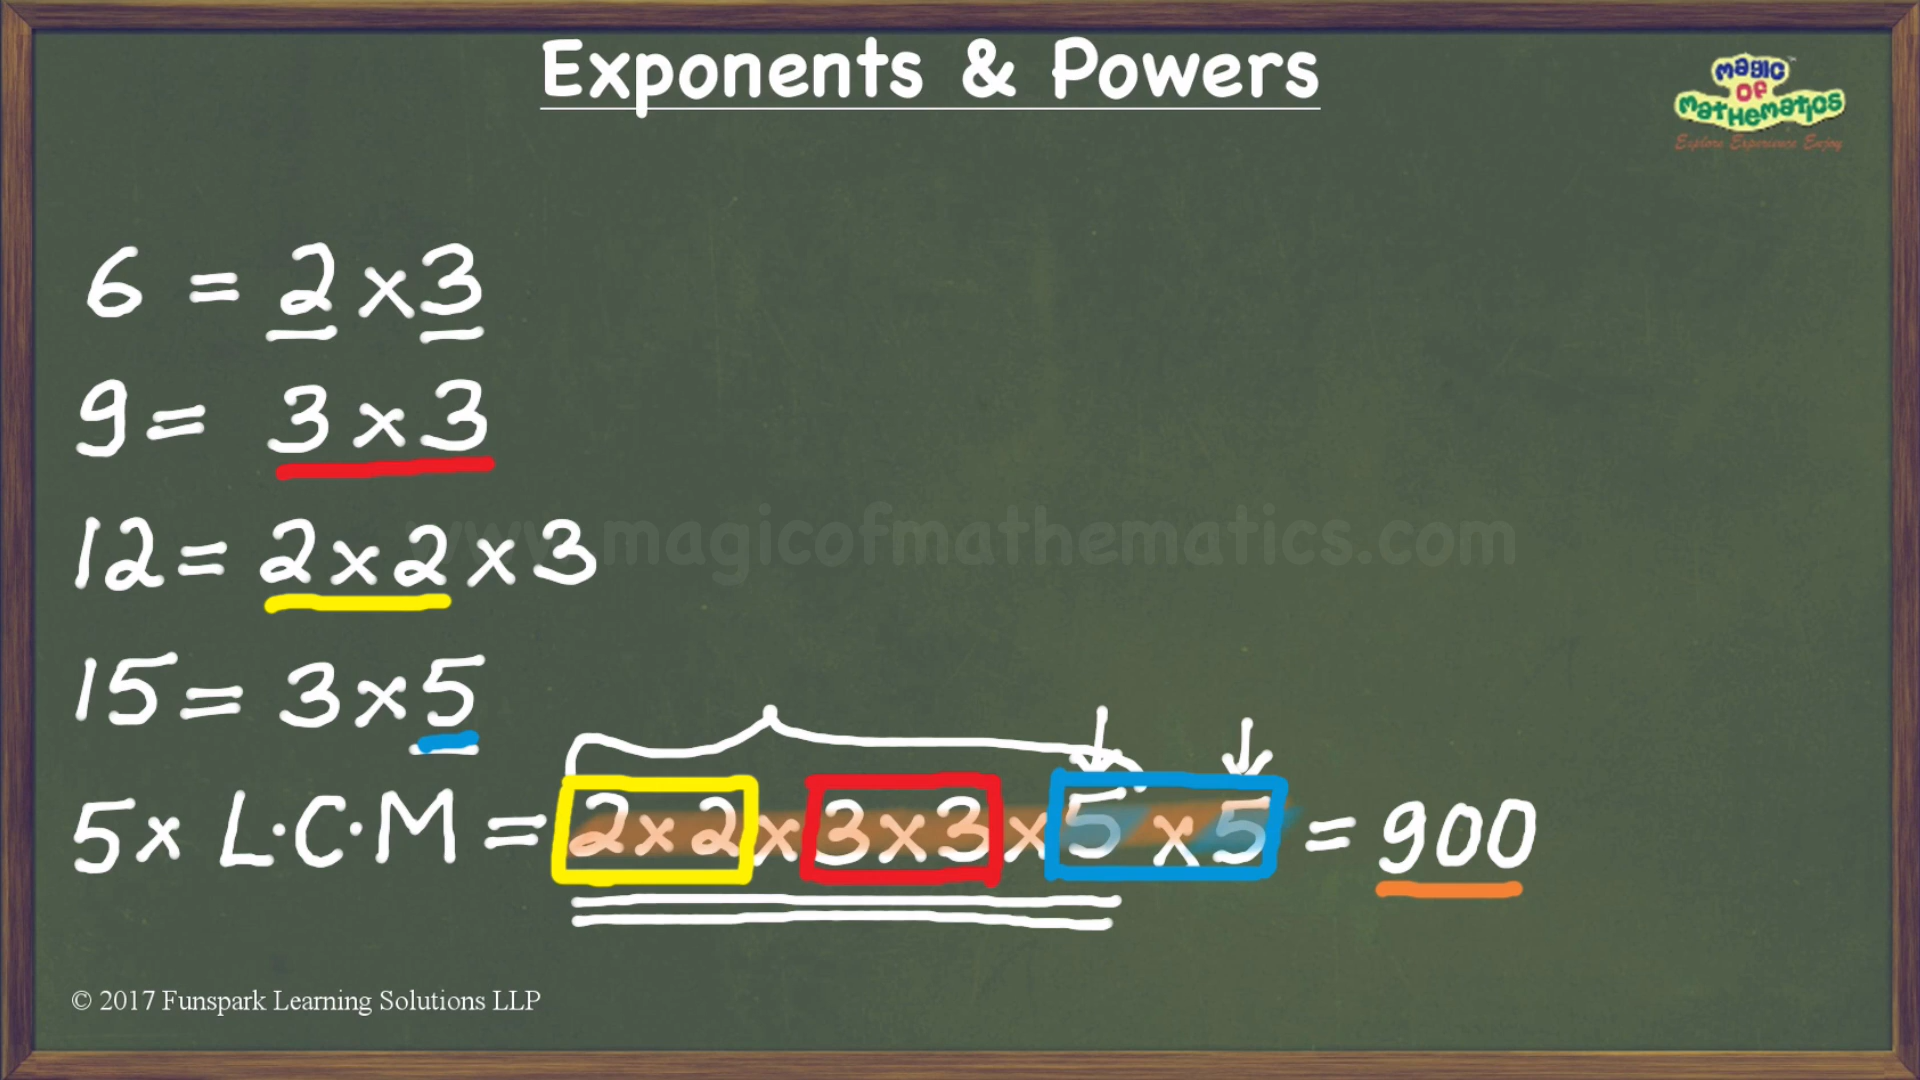 Exponents & Powers
MAGIC
OF
MATHEMATICS
Explore Experience Enjoy
6 = 2 x 3
9 = 3 x 3
www.magicofmathematics.com
12 = 2 x 2 x 3
15 = 3 x 5
5x L.C.M = 2 x 2 x 3 x 3 x 5 x 5 = 900
© 2017 Funspark Learning Solutions LLP